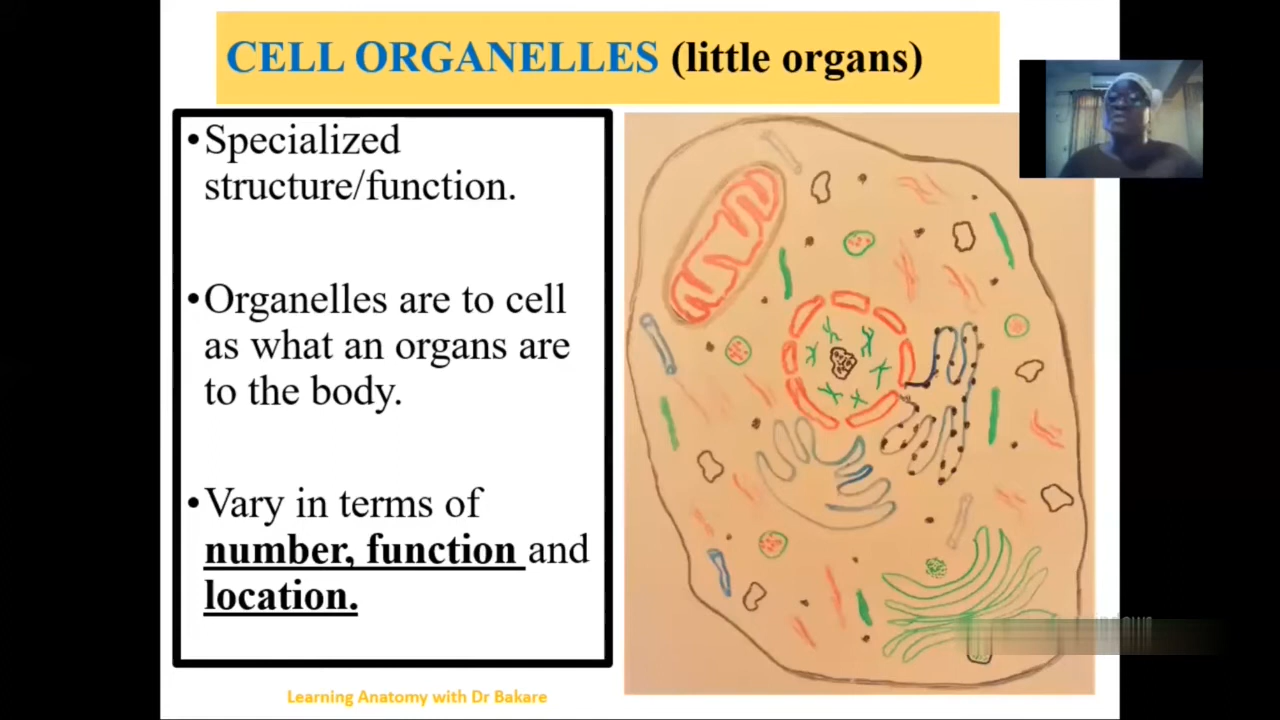 CELL ORGANELLES (little organs)
•Specialized
structure/function.
•Organelles are to cell
as what an organs are
to the body.
•Vary in terms of
number, function and
location.
Learning Anatomy with Dr Bakare